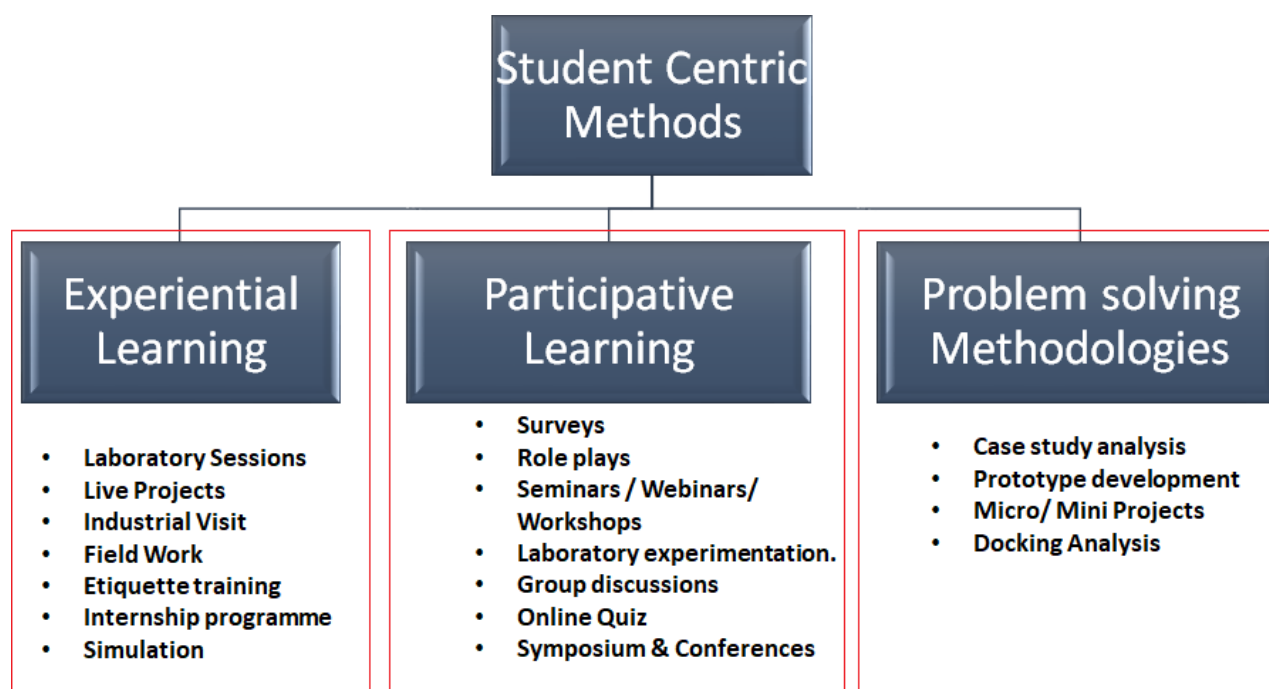 Student Centric
Methods
Experiential
Learning
• Laboratory Sessions
• Live Projects
• Industrial Visit
• Field Work
• Etiquette training
• Internship programme
• Simulation
Participative
Learning
• Surveys
• Role plays
• Seminars / Webinars/
Workshops
• Laboratory experimentation.
• Group discussions
• Online Quiz
• Symposium & Conferences
Problem solving
Methodologies
• Case study analysis
• Prototype development
• Micro/ Mini Projects
• Docking Analysis